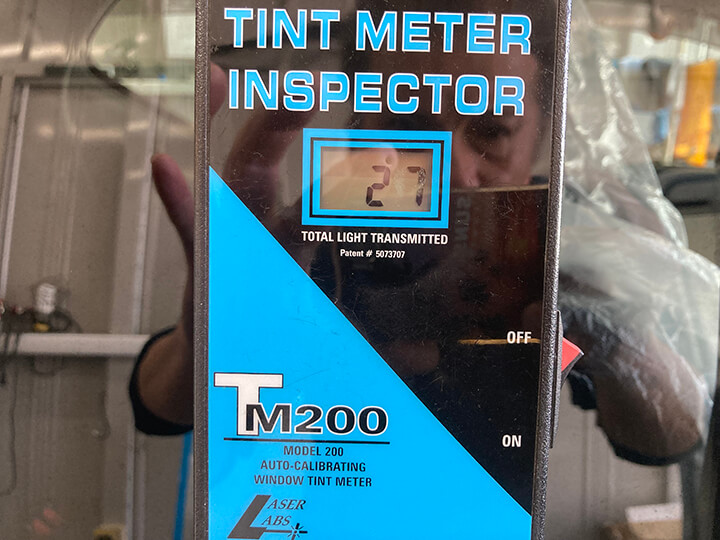 TINT METER
INSPECTOR
27
TOTAL LIGHT TRANSMITTED
Patent # 5073707
OFF
TM200
ON
MODEL 200
AUTO-CALIBRATING
WINDOW TINT METER
LASER
LABS